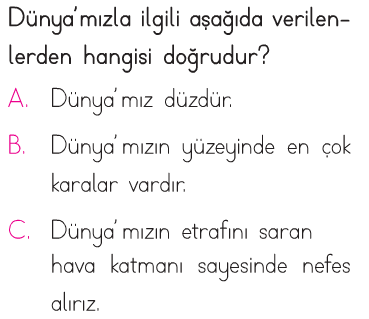 Dünya'mızla ilgili aşağıda verilen-
lerden hangisi doğrudur?
A. Dünya'mız düzdür.
B. Dünya'mızın yüzeyinde en çok
karalar vardır.
C. Dünya'mızın etrafını saran
hava katmanı sayesinde nefes
alırız.